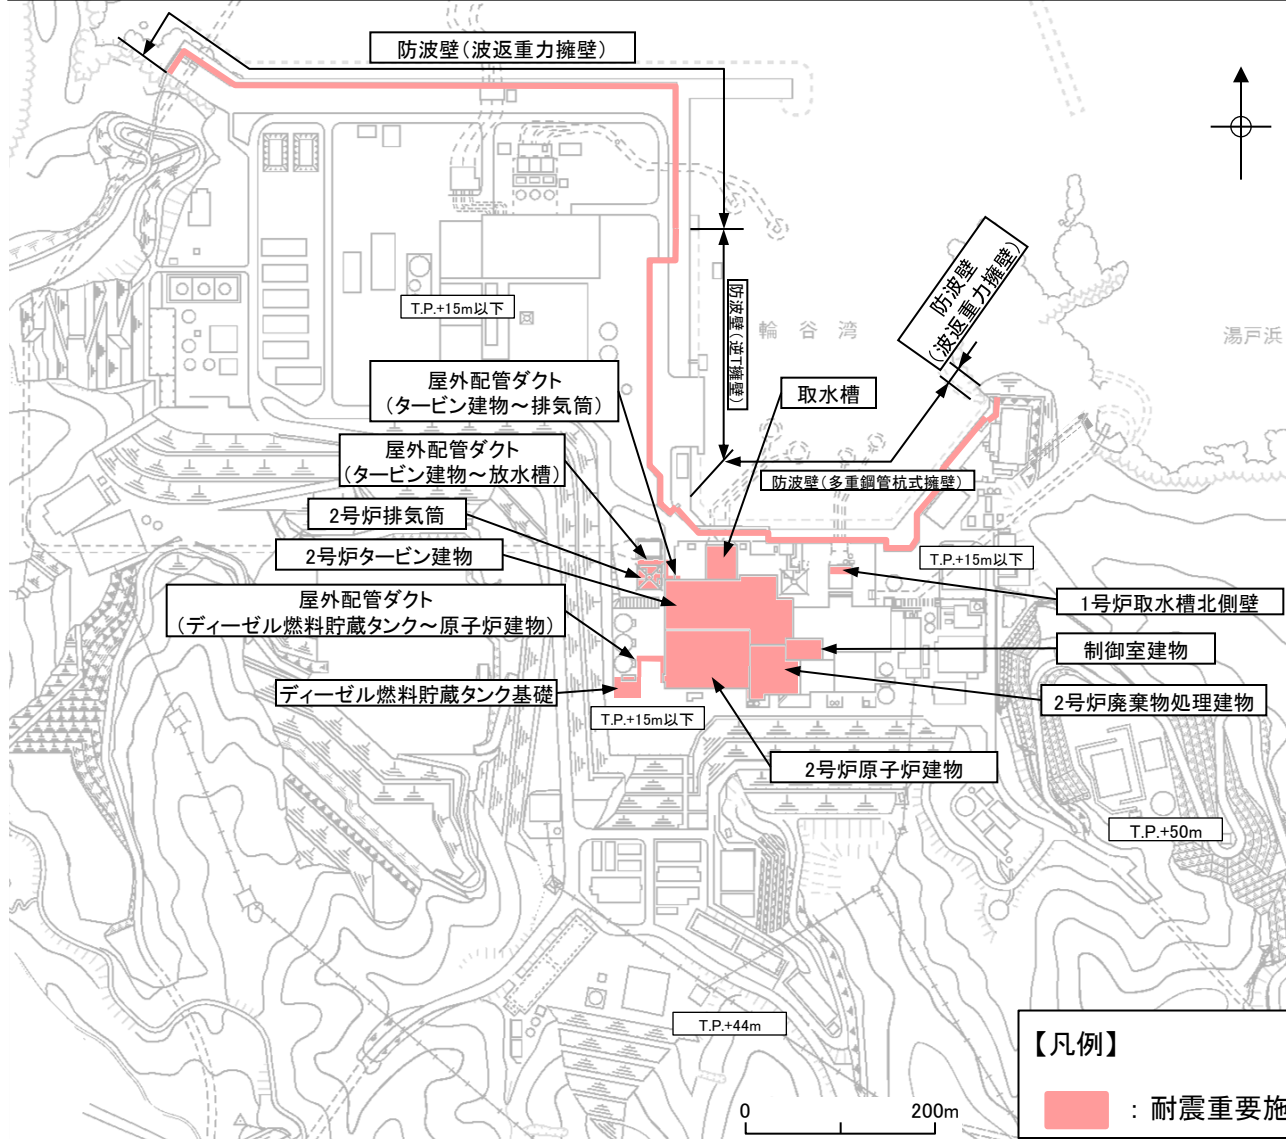 防波壁(波返重力擁壁)
防波壁
(波返重力擁壁)
防波壁(逆T擁壁)
輪谷湾
湯戸浜
T.P.+15m以下
屋外配管ダクト
(タービン建物~排気筒)
取水槽
屋外配管ダクト
(タービン建物~放水槽)
防波壁(多重鋼管杭式擁壁)
2号炉排気筒
2号炉タービン建物
T.P.+15m以下
屋外配管ダクト
(ディーゼル燃料貯蔵タンク~原子炉建物)
1号炉取水槽北側壁
制御室建物
ディーゼル燃料貯蔵タンク基礎
2号炉廃棄物処理建物
T.P.+15m以下
2号炉原子炉建物
T.P.+50m
T.P.+44m
【凡例】
:耐震重要施
0 200m